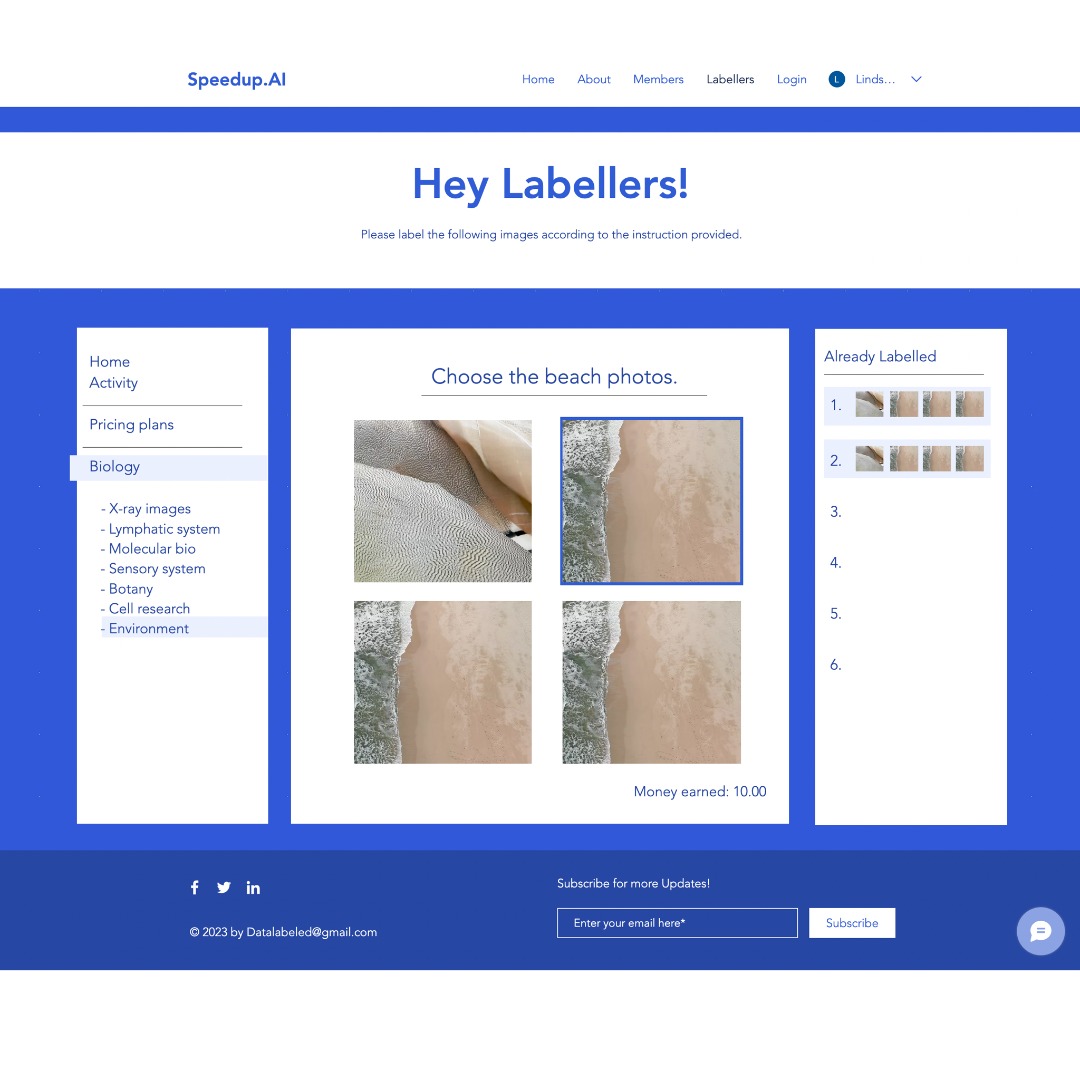 Speedup.AI
Home
About
Members
Labellers
Login
L
Linds...
Hey Labellers!
Please label the following images according to the instruction provided.
Home
Activity
Pricing plans
Biology
- X-ray images
- Lymphatic system
- Molecular bio
- Sensory system
- Botany
- Cell research
- Environment
Choose the beach photos.
Money earned: 10.00
Already Labelled
1.
2.
3.
4.
5.
6.
© 2023 by Datalabeled@gmail.com
Subscribe for more Updates!
Enter your email here*
Subscribe